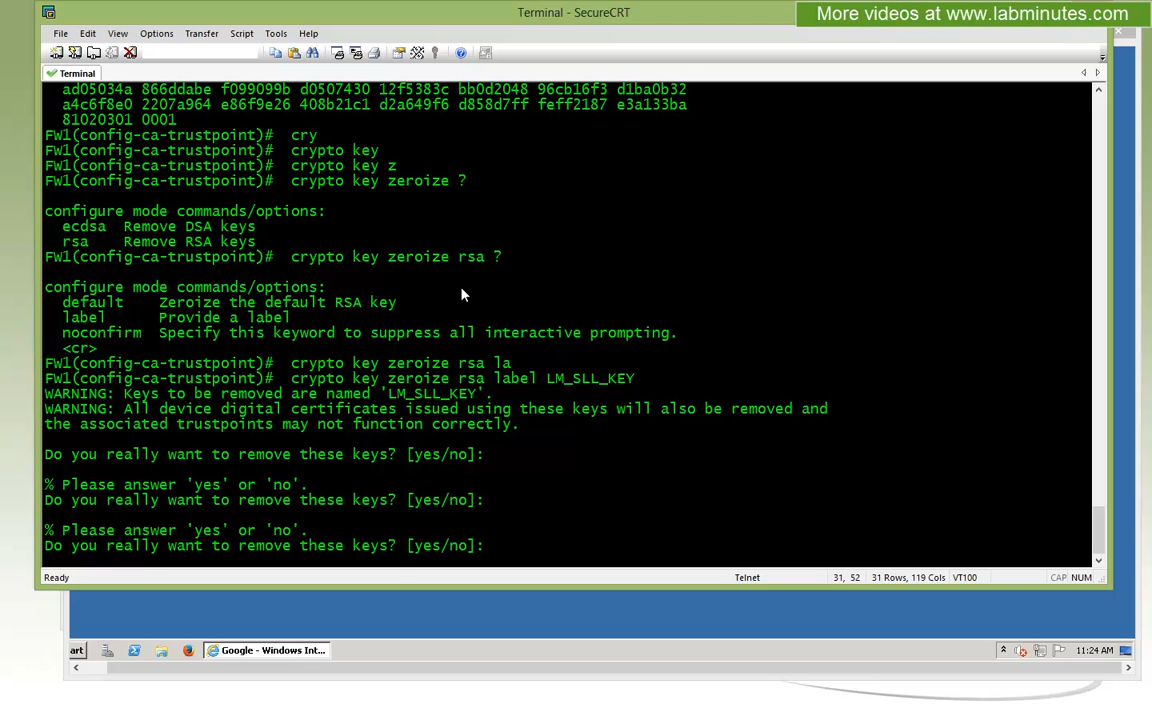 Terminal - SecureCRT
More videos at www.labminutes.com
File Edit View Options Transfer Script Tools Help
Terminal
ad05034a 866ddabe f099099b d0507430 12f5383c bb0d2048 96cb16f3 d1ba0b32
a4c6f8e0 2207a964 e86f9e26 408b21c1 d2a649f6 d858d7ff feff2187 e3a133ba
81020301 0001
FW1(config-ca-trustpoint)# cry
FW1(config-ca-trustpoint)# crypto key
FW1(config-ca-trustpoint)# crypto key z
FW1(config-ca-trustpoint)# crypto key zeroize ?
configure mode commands/options:
ecdsa Remove DSA keys
rsa Remove RSA keys
FW1(config-ca-trustpoint)# crypto key zeroize rsa ?
configure mode commands/options:
default Zeroize the default RSA key
label Provide a label
noconfirm Specify this keyword to suppress all interactive prompting.
<cr>
FW1(config-ca-trustpoint)# crypto key zeroize rsa la
FW1(config-ca-trustpoint)# crypto key zeroize rsa label LM_SLL_KEY
WARNING: Keys to be removed are named 'LM_SLL_KEY'.
WARNING: All device digital certificates issued using these keys will also be removed and
the associated trustpoints may not function correctly.
Do you really want to remove these keys? [yes/no]:
% Please answer 'yes' or 'no'.
Do you really want to remove these keys? [yes/no]:
% Please answer 'yes' or 'no'.
Do you really want to remove these keys? [yes/no]:
Ready Telnet 31, 52 31 Rows, 119 Cols VT100 CAP NUM
art Google - Windows Int... 11:24 AM